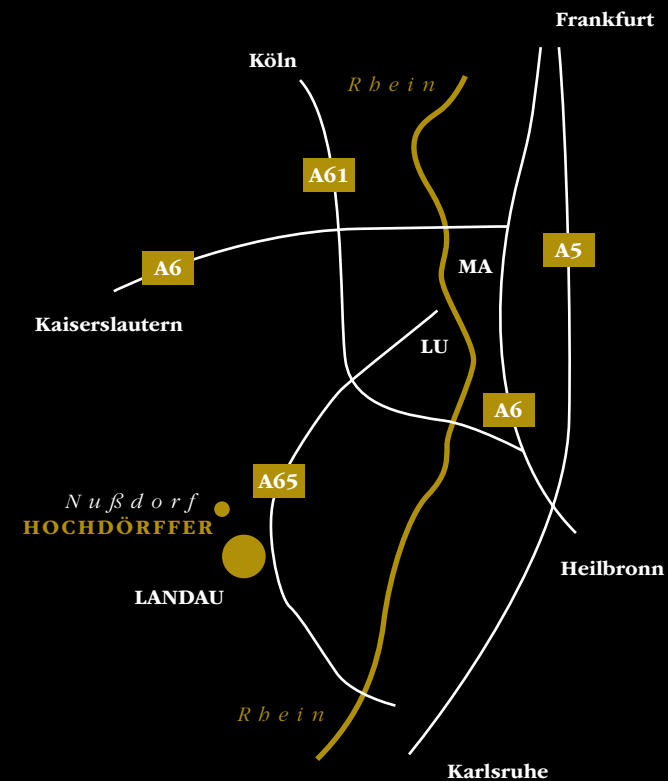 Frankfurt
Köln
Rhein
A61
A5
A6
MA
Kaiserslautern
LU
A6
A65
Nußdorf
HOCHDÖRFFER
Heilbronn
LANDAU
Rhein
Karlsruhe